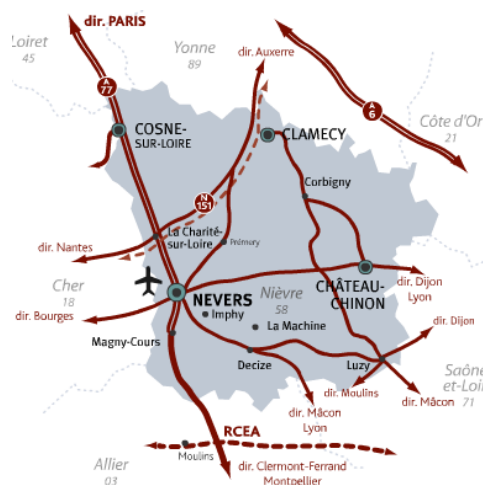 dir. PARIS
Loiret
45
Yonne
89
dir. Auxerre
A
77
A
6
Côte d'Or
21
COSNE-
SUR-LOIRE
CLAMECY
Corbigny
N
151
La Charité-
sur-Loire
Prémery
dir. Nantes
Cher
18
dir. Bourges
NEVERS
Nièvre
58
CHÂTEAU-
CHINON
dir. Dijon
Lyon
Imphy
La Machine
Magny-Cours
Decize
Luzy
dir. Dijon
Saône-
et-Loire
71
dir. Moulins
dir. Mâcon
dir. Mâcon
Lyon
RCEA
Moulins
Allier
03
dir. Clermont-Ferrand
Montpellier